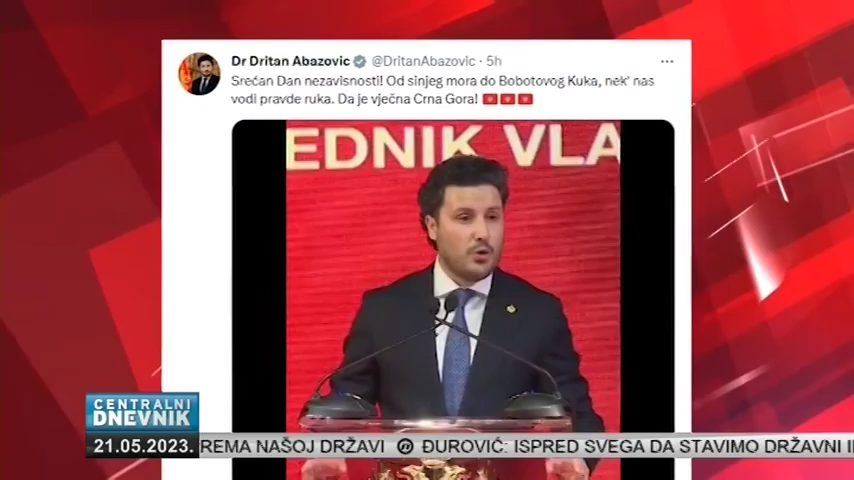 Dr Dritan Abazovic @DritanAbazovic · 5h
Srećan Dan nezavisnosti! Od sinjeg mora do Bobotovog Kuka, nek' nas
vodi pravde ruka. Da je vječna Crna Gora!
EDNIK VLA
CENTRALNI
DNEVNIK
21.05.2023. REMA NAŠOJ DRŽAVI ĐUROVIĆ: ISPRED SVEGA DA STAVIMO DRŽAVNI I